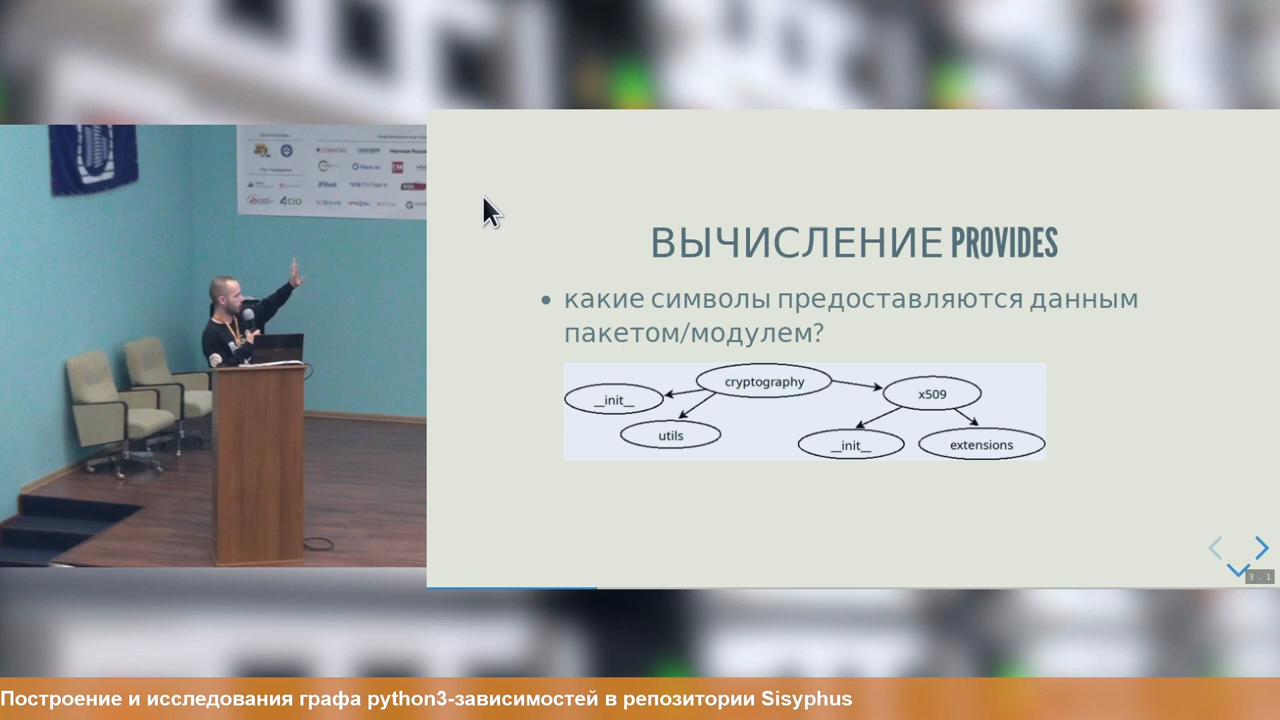 ВЫЧИСЛЕНИЕ PROVIDES
• какие символы предоставляются данным
пакетом/модулем?
cryptography
__init__
x509
utils
__init__
extensions
3 . 1
Построение и исследования графа python3-зависимостей в репозитории Sisyphus